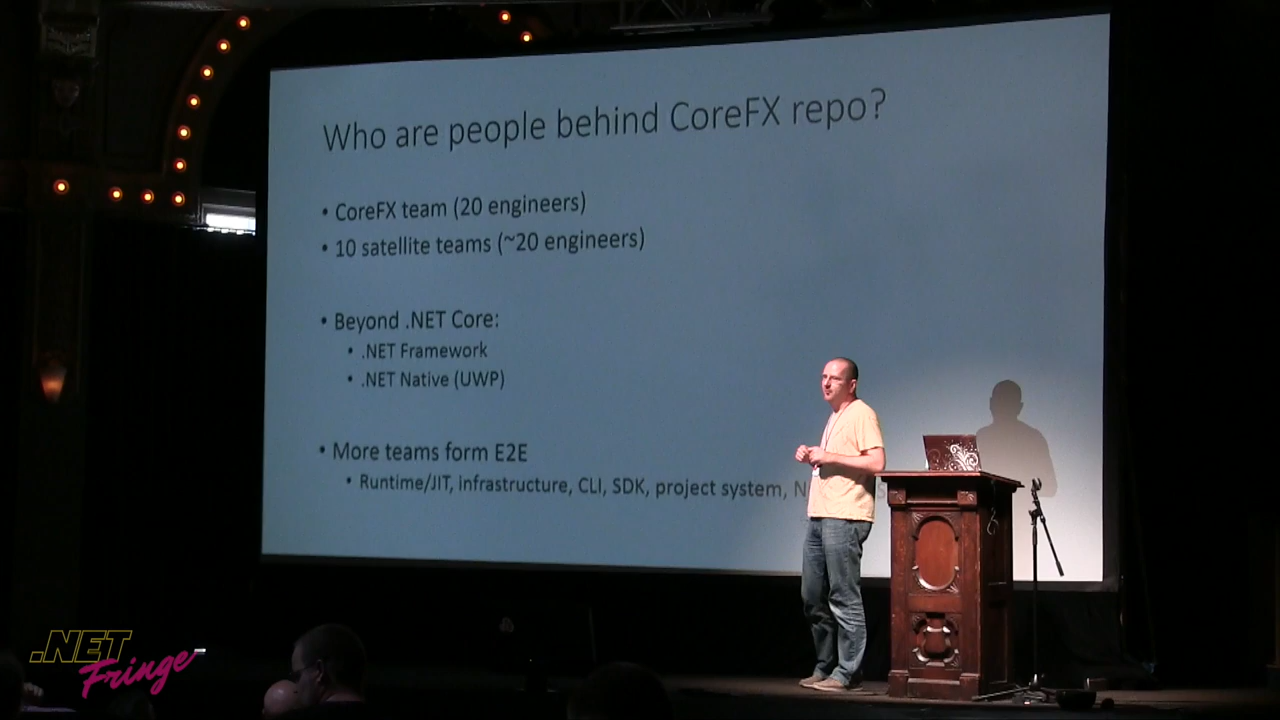 Who are people behind CoreFX repo?
• CoreFX team (20 engineers)
• 10 satellite teams (~20 engineers)
• Beyond .NET Core:
• .NET Framework
• .NET Native (UWP)
• More teams form E2E
• Runtime/JIT, infrastructure, CLI, SDK, project system,
.NET
Fringe